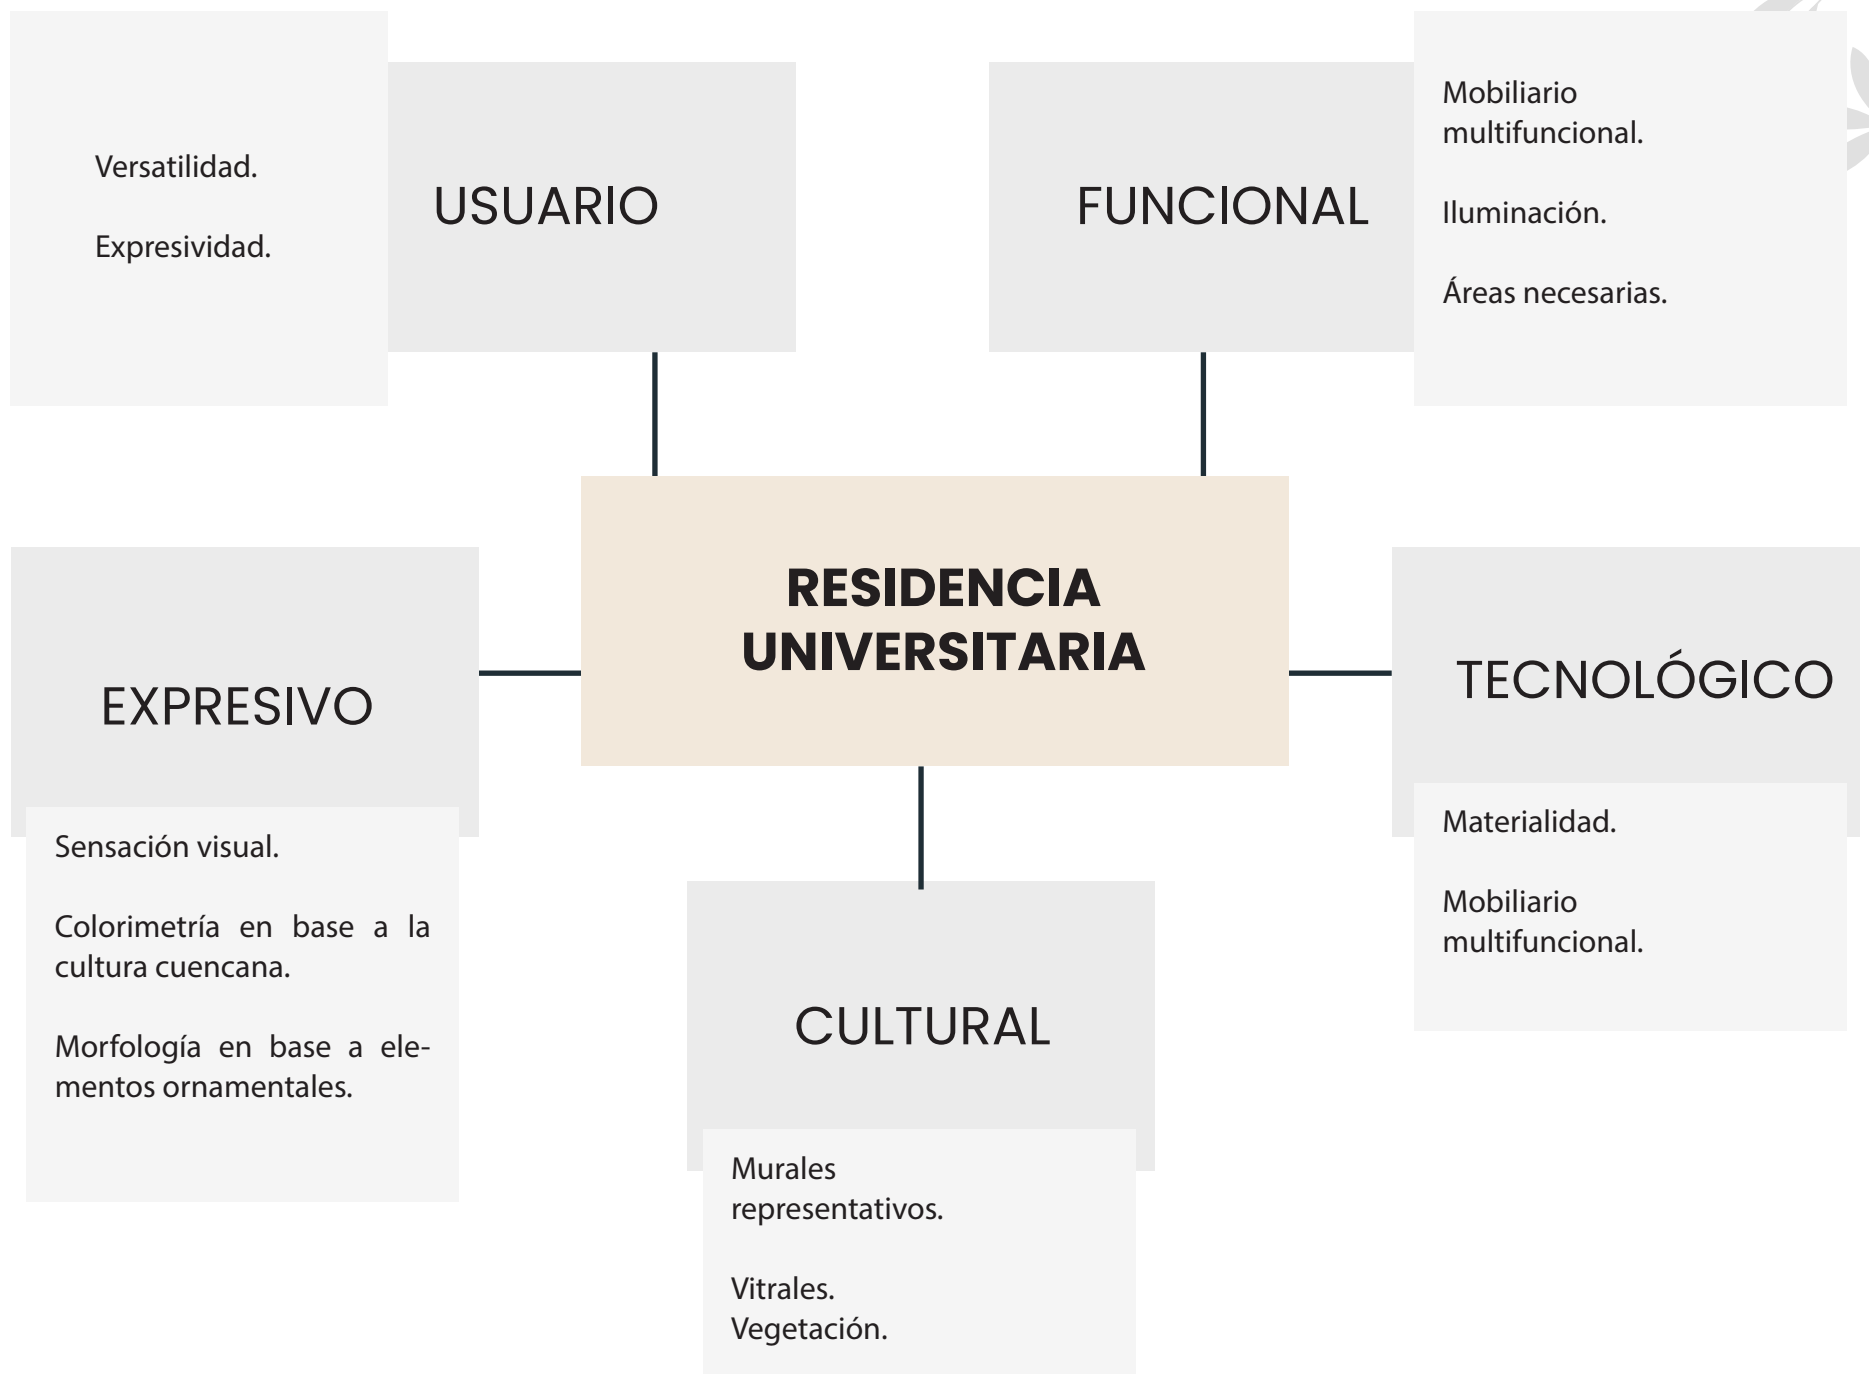 Versatilidad.
Expresividad.
USUARIO
FUNCIONAL
Mobiliario
multifuncional.
Iluminación.
Áreas necesarias.
RESIDENCIA
UNIVERSITARIA
EXPRESIVO
Sensación visual.
Colorimetría en base a la
cultura cuencana.
Morfología en base a ele-
mentos ornamentales.
TECNOLÓGICO
Materialidad.
Mobiliario
multifuncional.
CULTURAL
Murales
representativos.
Vitrales.
Vegetación.